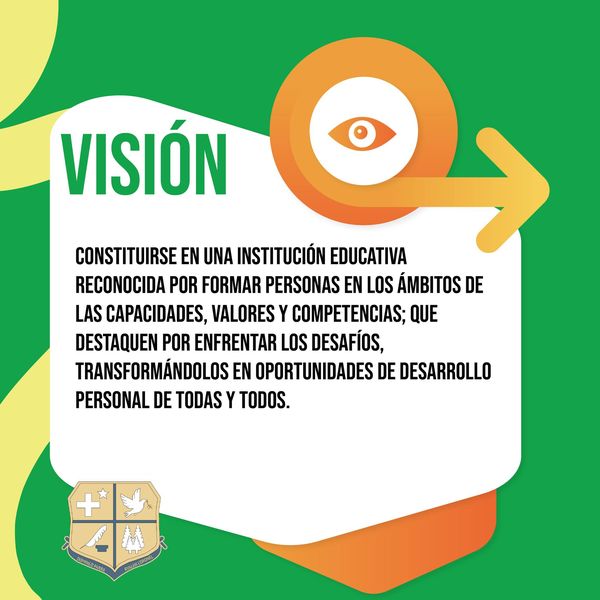 VISIÓN
CONSTITUIRSE EN UNA INSTITUCIÓN EDUCATIVA
RECONOCIDA POR FORMAR PERSONAS EN LOS ÁMBITOS DE
LAS CAPACIDADES, VALORES Y COMPETENCIAS; QUE
DESTAQUEN POR ENFRENTAR LOS DESAFÍOS,
TRANSFORMÁNDOLOS EN OPORTUNIDADES DE DESARROLLO
PERSONAL DE TODAS Y TODOS.